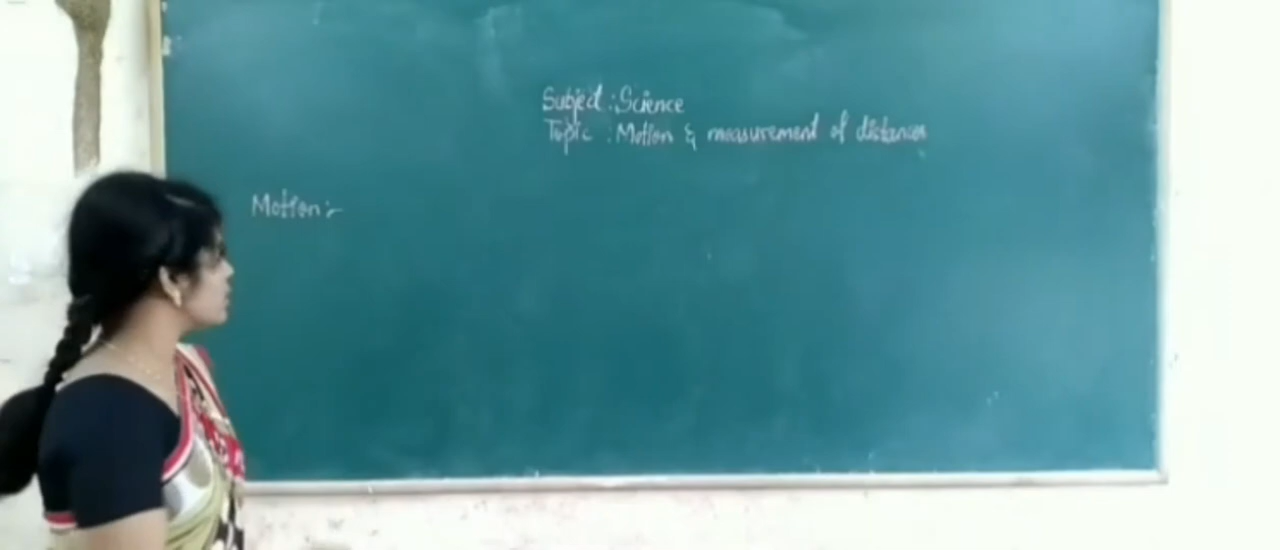 Subject : Science
Topic : Motion & measurement of distances
Motion :-